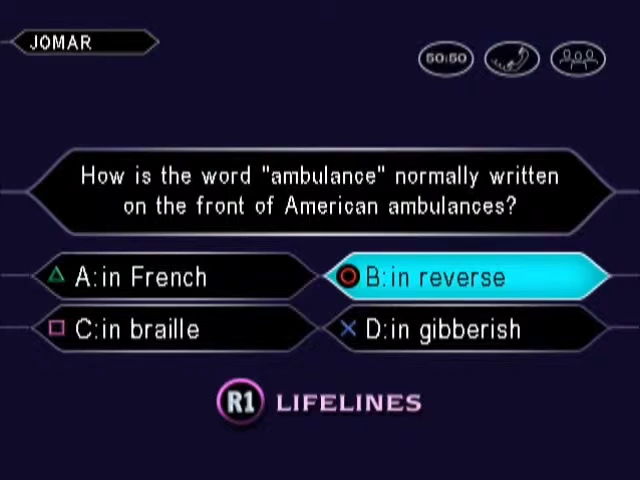 JOMAR
50:50
How is the word "ambulance" normally written
on the front of American ambulances?
A:in French
B:in reverse
C:in braille
D:in gibberish
R1 LIFELINES